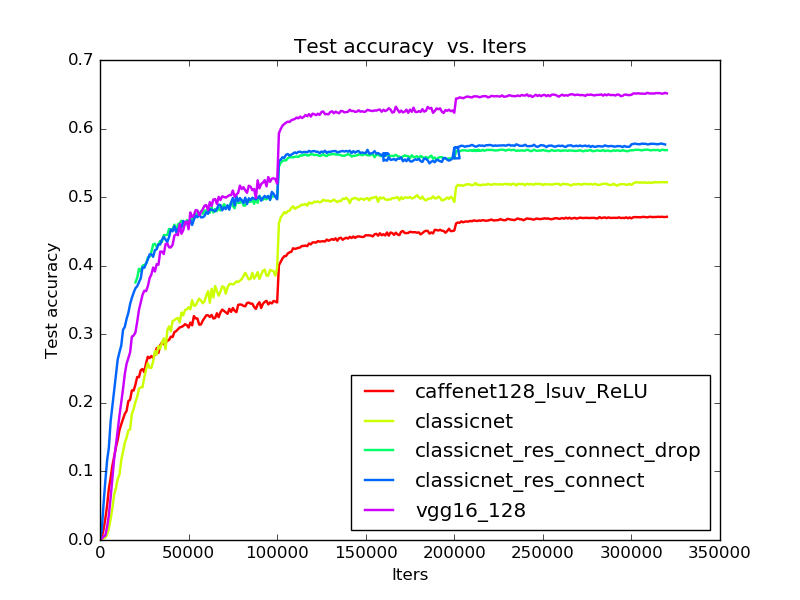 Test accuracy  vs. Iters
Test accuracy
0.7
0.6
0.5
0.4
0.3
0.2
0.1
0.0
0
50000
100000
150000
200000
250000
300000
350000
Iters
caffenet128_lsuv_ReLU
classicnet
classicnet_res_connect_drop
classicnet_res_connect
vgg16_128